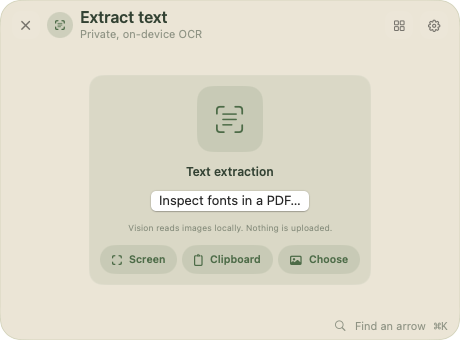 Extract text
Private, on-device OCR
Text extraction
Inspect fonts in a PDF...
Vision reads images locally. Nothing is uploaded.
Screen
Clipboard
Choose
Find an arrow ⌘K